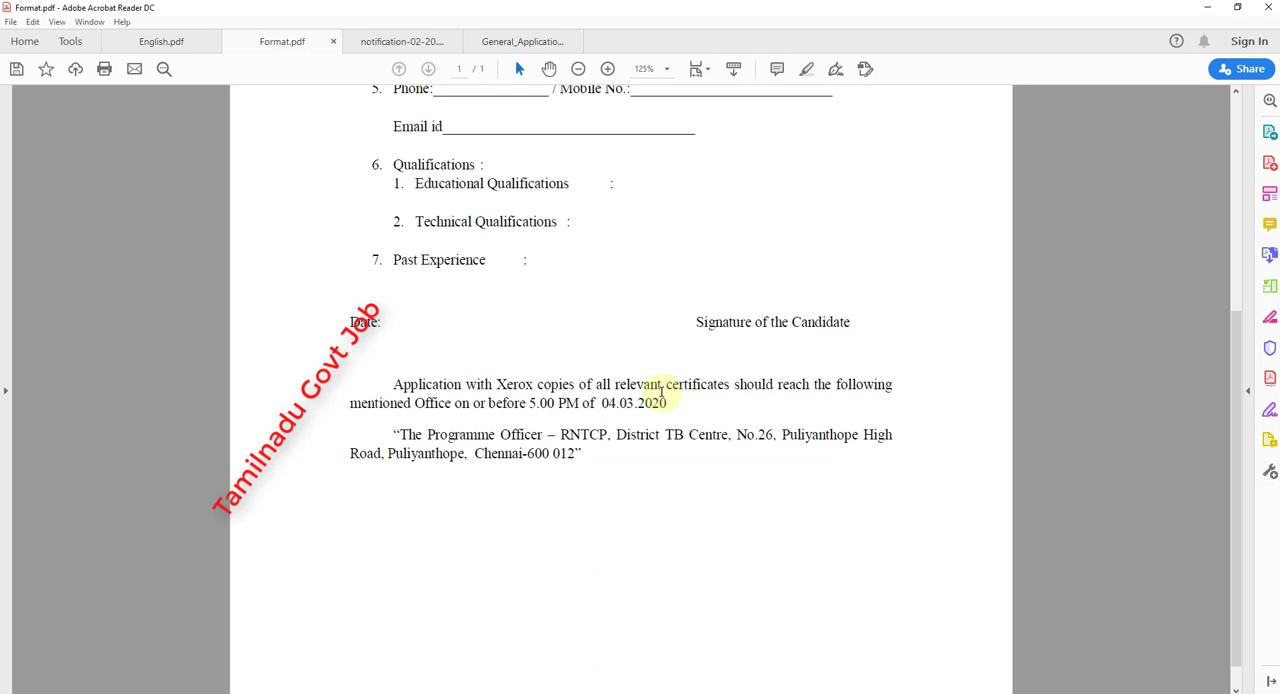 Format.pdf - Adobe Acrobat Reader DC
File Edit View Window Help
Home Tools English.pdf Format.pdf × notification-02-20.... General_Applicatio... Sign In
1 / 1 125% Share
5. Phone: / Mobile No.:
Email id
6. Qualifications :
1. Educational Qualifications :
2. Technical Qualifications :
7. Past Experience :
Date: Signature of the Candidate
Tamilnadu Govt Job
Application with Xerox copies of all relevant certificates should reach the following
mentioned Office on or before 5.00 PM of 04.03.2020
“The Programme Officer – RNTCP, District TB Centre, No.26, Puliyanthope High
Road, Puliyanthope, Chennai-600 012”